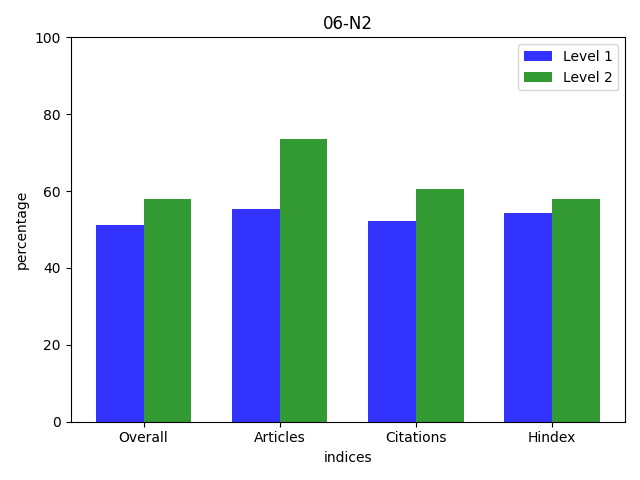 06-N2
100
80
60
40
20
0
percentage
Level 1
Level 2
Overall Articles Citations Hindex
indices